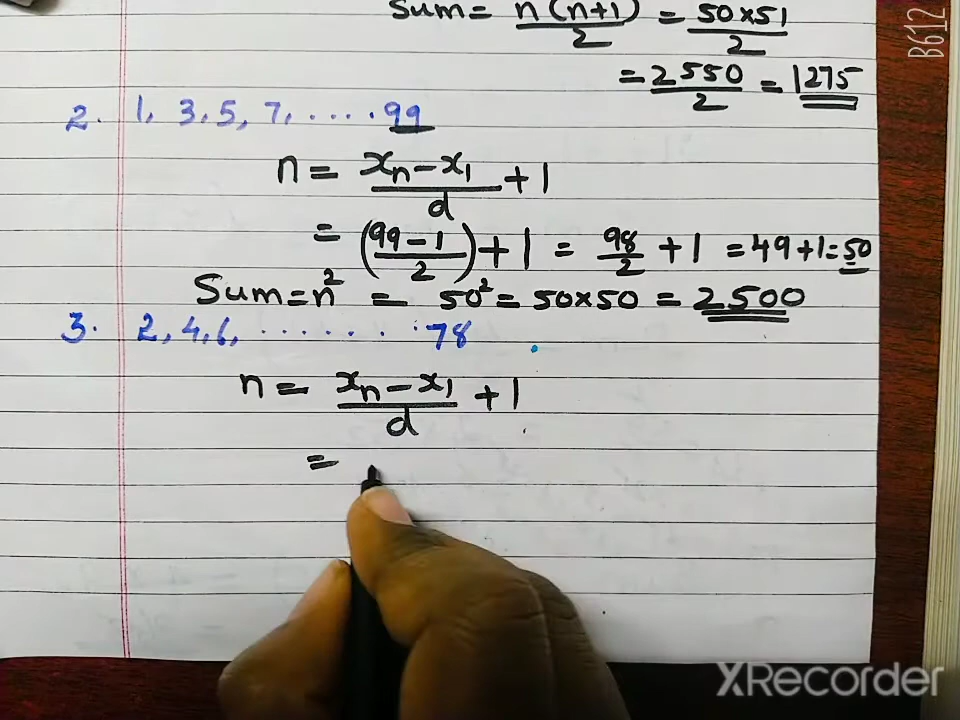 Sum = n(n+1)/2 = 50×51/2
= 2550/2 = 1275
2. 1, 3, 5, 7, .... 99
n = xn − x1/d + 1
= (99−1/2) + 1 = 98/2 + 1 = 49+1=50
Sum = n² = 50² = 50×50 = 2500
3. 2, 4, 6, ........ 78
n = xn − x1/d + 1
=
B612
XRecorder